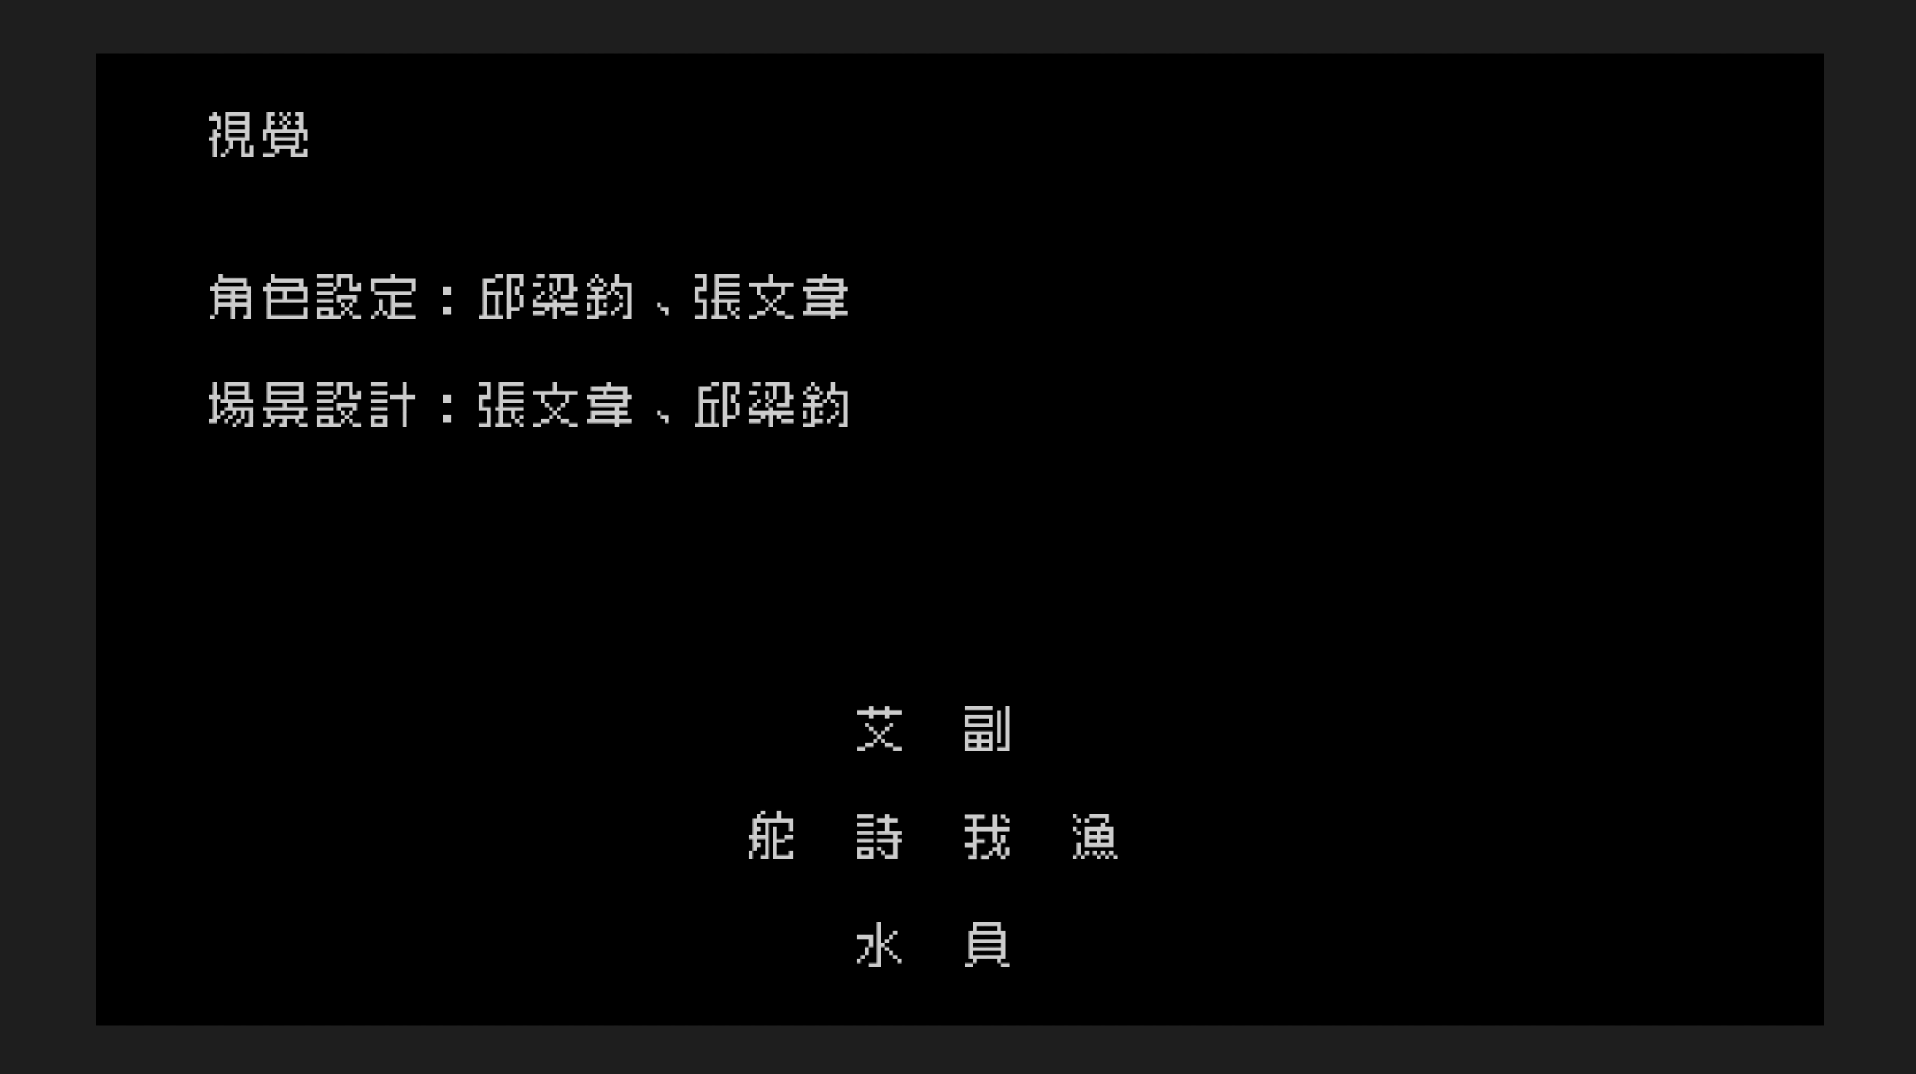 視覺
角色設定：邱梁鈞、張文韋
場景設計：張文韋、邱梁鈞
艾 副
舵 詩 我 漁
水 員